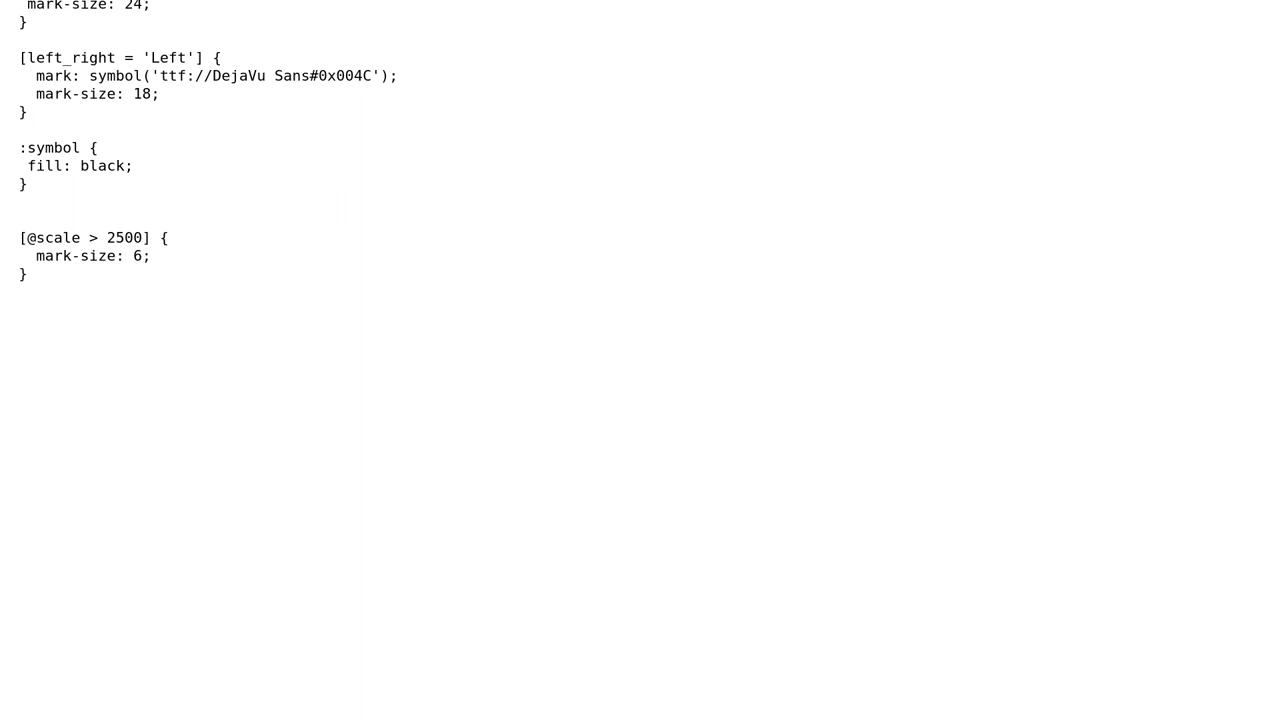 mark-size: 24;
}
[left_right = 'Left'] {
mark: symbol('ttf://DejaVu Sans#0x004C');
mark-size: 18;
}
:symbol {
fill: black;
}
[@scale > 2500] {
mark-size: 6;
}